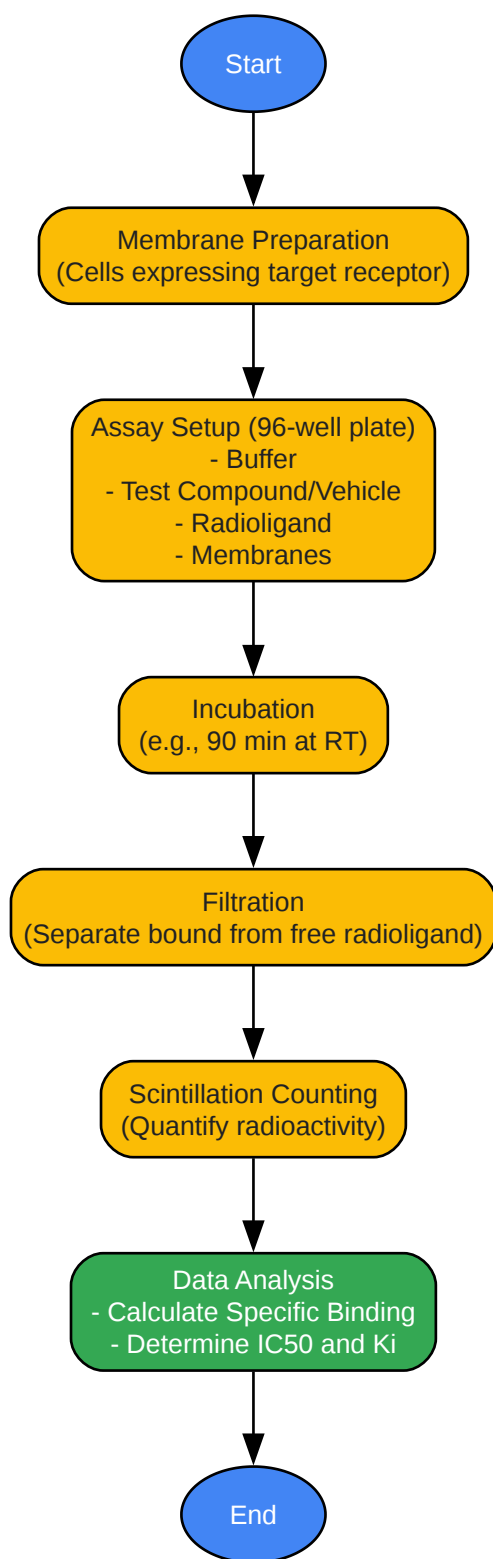 Start
Membrane Preparation
(Cells expressing target receptor)
Assay Setup (96-well plate)
- Buffer
- Test Compound/Vehicle
- Radioligand
- Membranes
Incubation
(e.g., 90 min at RT)
Filtration
(Separate bound from free radioligand)
Scintillation Counting
(Quantify radioactivity)
Data Analysis
- Calculate Specific Binding
- Determine IC50 and Ki
End